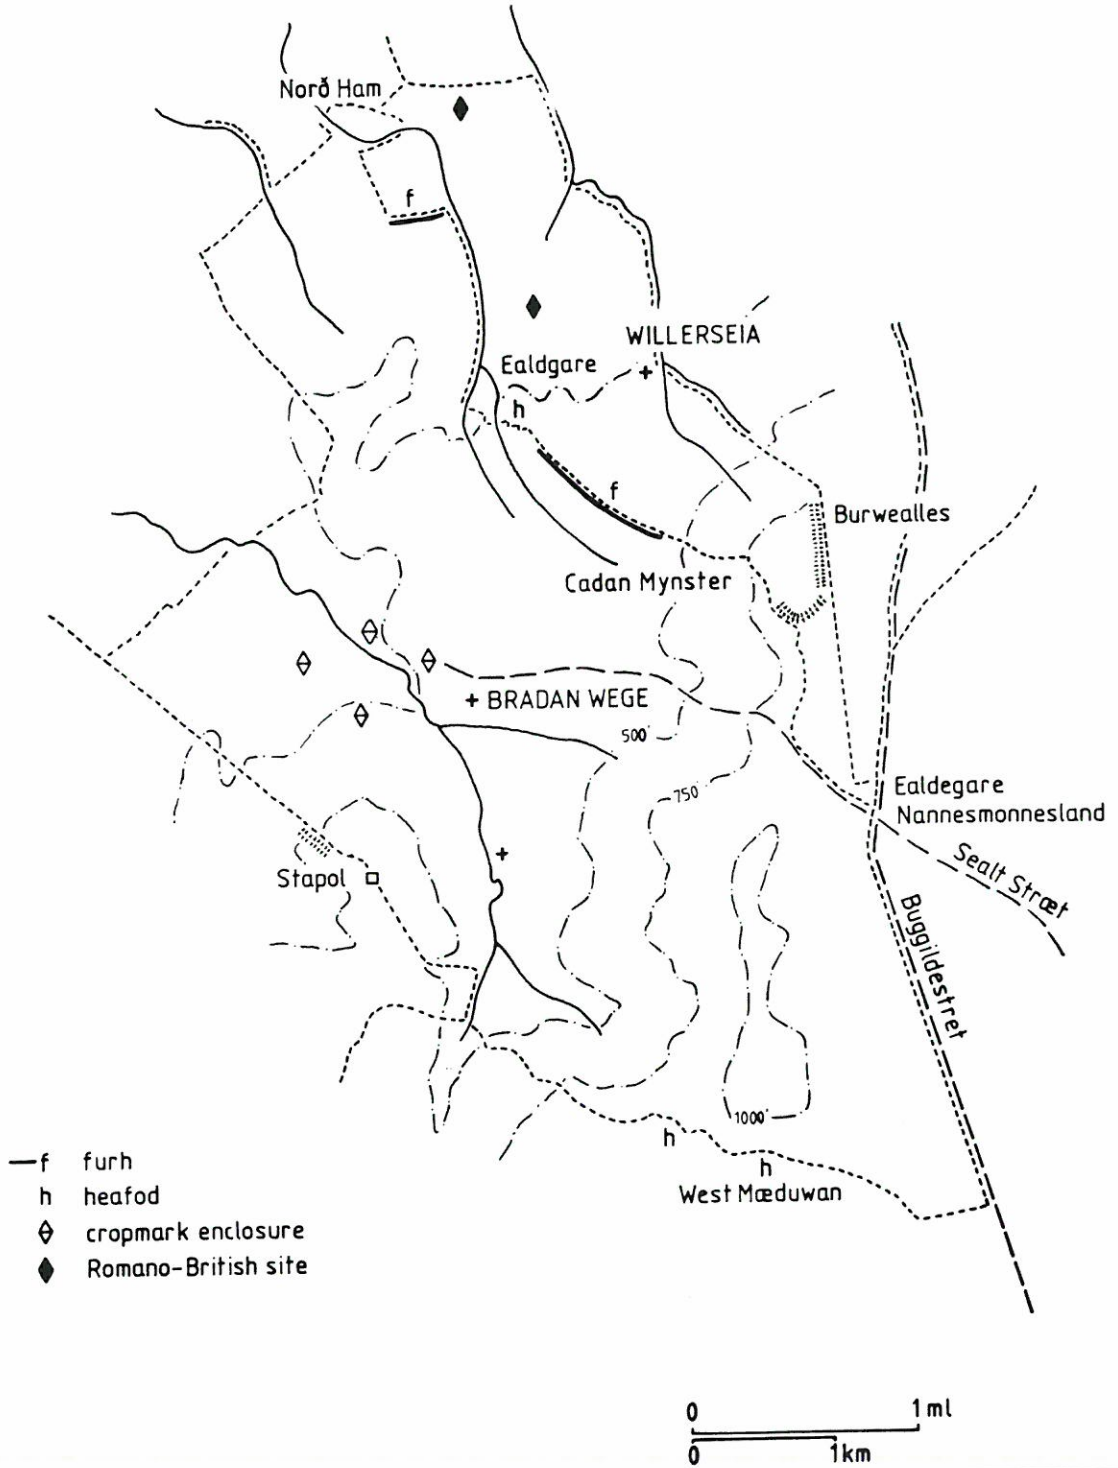 Norð Ham
f
WILLERSEIA
Ealdgare
h
f
Burwealles
Cadan Mynster
BRADAN WEGE
500'
750
Ealdegare
Nannesmonnesland
Sealt Stræt
Stapol
Buggildestret
1000'
h
h
West Mæduwan
f furh
h heafod
cropmark enclosure
Romano-British site
0 1 ml
0 1km